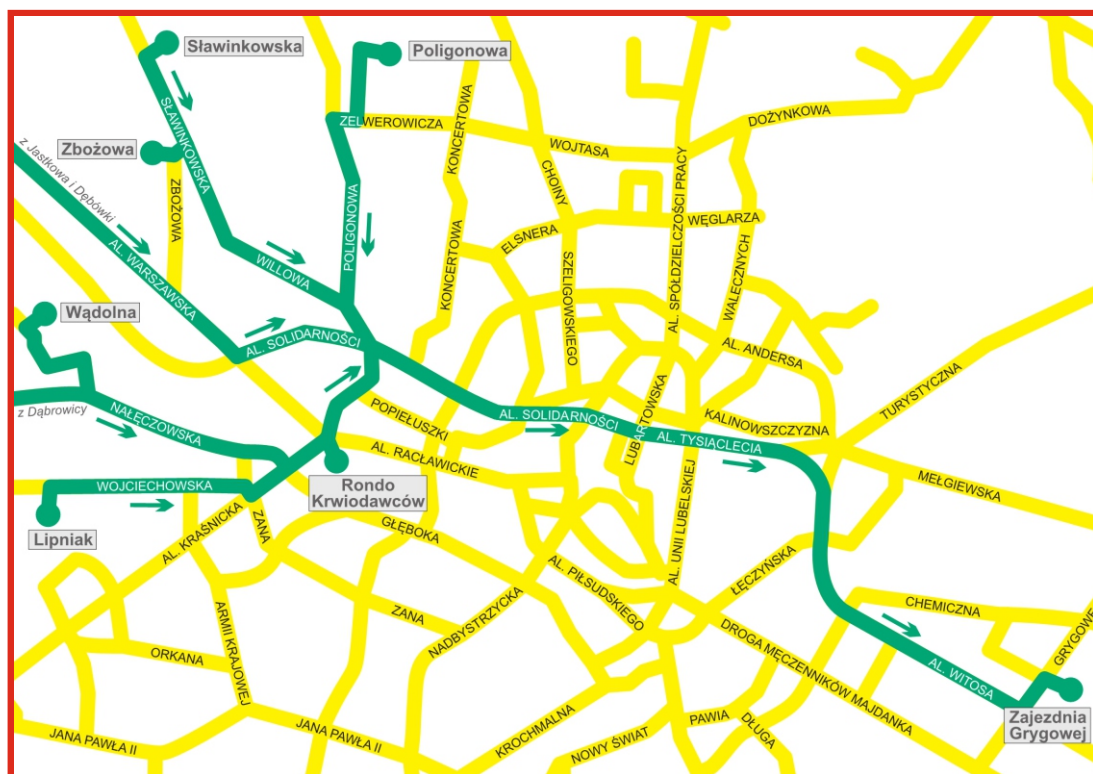 Sławinkowska
Poligonowa
SŁAWINKOWSKA
ZELWEROWICZA
KONCERTOWA
WOJTASA
DOŻYNKOWA
Zbożowa
z Jastkowa i Dębówki
ZBOŻOWA
POLIGONOWA
CHOINY
AL. SPÓŁDZIELCZOŚCI PRACY
WĘGLARZA
ELSNERA
WILLOWA
KONCERTOWA
SZELIGOWSKIEGO
WALECZNYCH
AL. WARSZAWSKA
Wądolna
AL. SOLIDARNOŚCI
AL. ANDERSA
TURYSTYCZNA
z Dąbrowicy
NAŁĘCZOWSKA
POPIEŁUSZKI
AL. SOLIDARNOŚCI
LUBARTOWSKA
KALINOWSZCZYZNA
AL. TYSIĄCLECIA
AL. RACŁAWICKIE
MEŁGIEWSKA
WOJCIECHOWSKA
Rondo
Krwiodawców
Lipniak
AL. KRAŚNICKA
ZANA
GŁĘBOKA
AL. UNII LUBELSKIEJ
AL. PIŁSUDSKIEGO
ŁĘCZYŃSKA
ZANA
NADBYSTRZYCKA
CHEMICZNA
GRYGOWEJ
ARMII KRAJOWEJ
ORKANA
DROGA MĘCZENNIKÓW MAJDANKA
AL. WITOSA
Zajezdnia
Grygowej
JANA PAWŁA II
JANA PAWŁA II
KROCHMALNA
NOWY ŚWIAT
PAWIA
DŁUGA